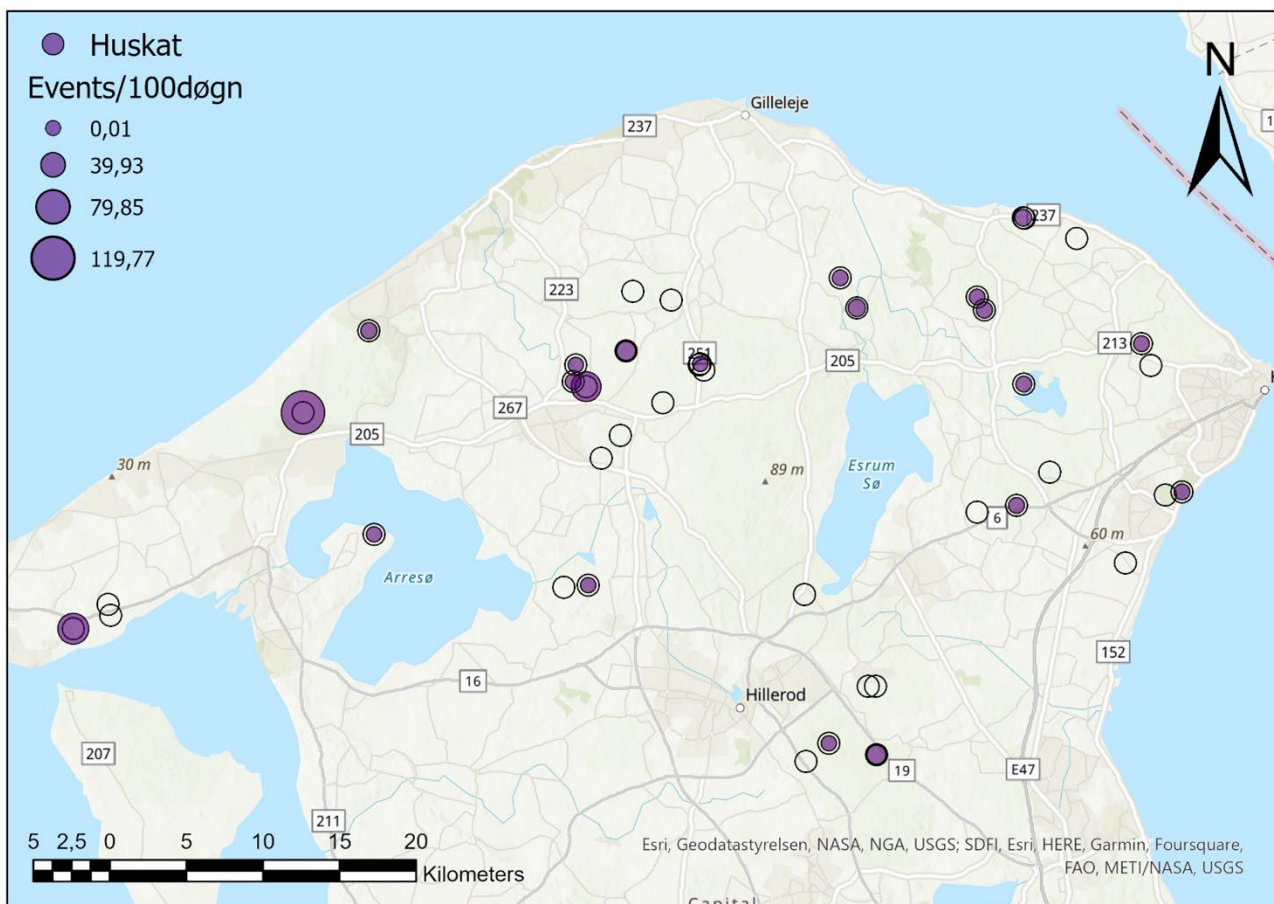 Huskat
Events/100døgn
0,01
39,93
79,85
119,77
N
Gilleleje
237
237
223
251
213
205
267
205
30 m
89 m
Esrum
Sø
6
60 m
Arresø
152
16
Hillerod
207
19
E47
211
5 2,5 0 5 10 15 20
Kilometers
Esri, Geodatastyrelsen, NASA, NGA, USGS; SDFI, Esri, HERE, Garmin, Foursquare,
FAO, METI/NASA, USGS